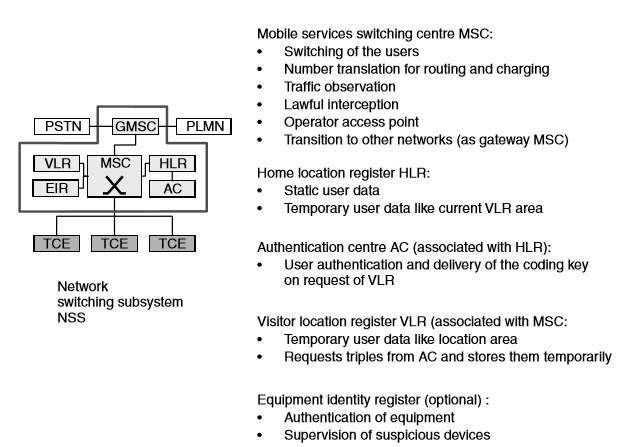 PSTN GMSC PLMN
VLR MSC HLR
EIR AC
TCE TCE TCE
Network
switching subsystem
NSS
Mobile services switching centre MSC:
• Switching of the users
• Number translation for routing and charging
• Traffic observation
• Lawful interception
• Operator access point
• Transition to other networks (as gateway MSC)
Home location register HLR:
• Static user data
• Temporary user data like current VLR area
Authentication centre AC (associated with HLR):
• User authentication and delivery of the coding key
on request of VLR
Visitor location register VLR (associated with MSC:
• Temporary user data like location area
• Requests triples from AC and stores them temporarily
Equipment identity register (optional) :
• Authentication of equipment
• Supervision of suspicious devices